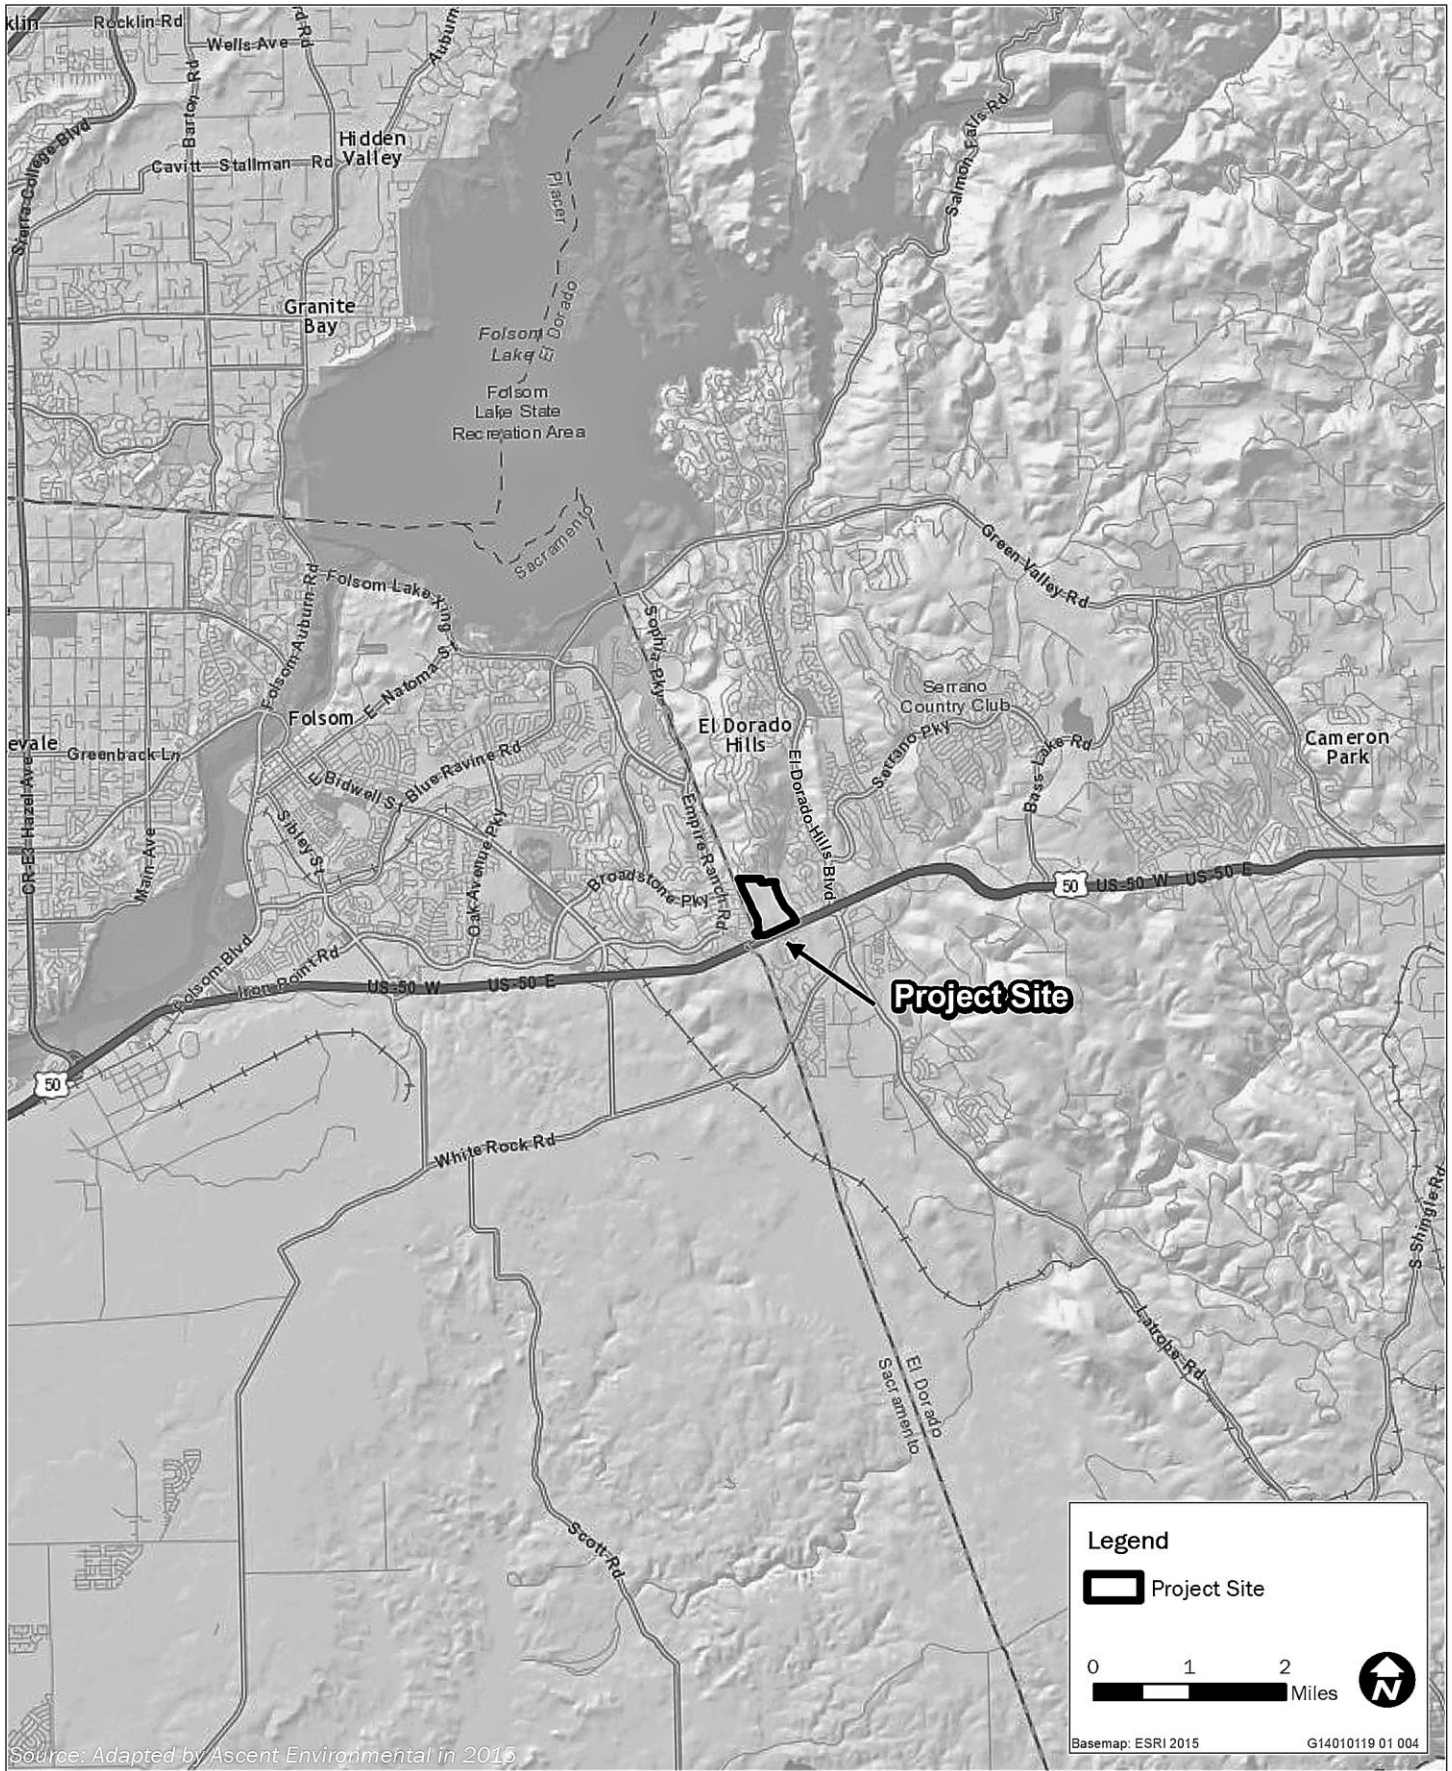 klin
Rocklin Rd
rd Rd
Auburn
Wells Ave
Barton Rd
Hidden
Valley
Sierra College Blvd
Cavitt Stallman Rd
Salmon Falls Rd
Placer
El Dorado
Granite
Bay
Folsom
Lake
Folsom
Lake State
Recreation Area
Sacramento
Green Valley Rd
Folsom Lake Xing
Folsom Auburn Rd
Sophia Pky
E Natoma St
Folsom
Serrano
Country Club
El Dorado
Hills
Serrano Pky
Bass Lake Rd
Cameron
Park
evale
Greenback Ln
Blue Ravine Rd
E Bidwell St
El Dorado Hills Blvd
Empire Ranch Rd
CR-E3 Hazel Ave
Main Ave
Sibley St
Oak Avenue Pky
Broadstone Pky
50
US-50 W
US-50 E
Folsom Blvd
Iron Point Rd
US-50 W
US-50 E
Project Site
50
White Rock Rd
S Shingle Rd
Latrobe Rd
El Dorado
Sacramento
Scott Rd
Legend
Project Site
0 1 2
Miles
N
Source: Adapted by Ascent Environmental in 2015
Basemap: ESRI 2015
G14010119 01 004